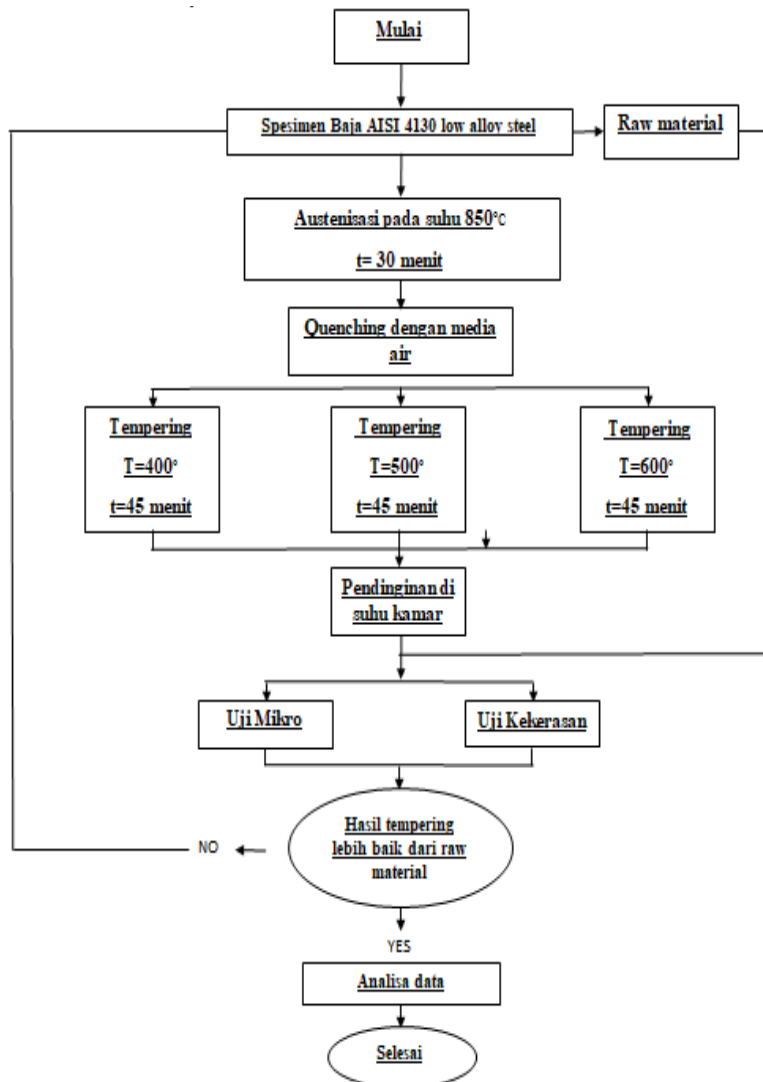 Mulai
Spesimen Baja AISI 4130 low alloy steel
Raw material
Austenisasi pada suhu 850°C
t= 30 menit
Quenching dengan media
air
Tempering
T=400°
t=45 menit
Tempering
T=500°
t=45 menit
Tempering
T=600°
t=45 menit
Pendinginan di
suhu kamar
Uji Mikro
Uji Kekerasan
Hasil tempering
lebih baik dari raw
material
NO
YES
Analisa data
Selesai